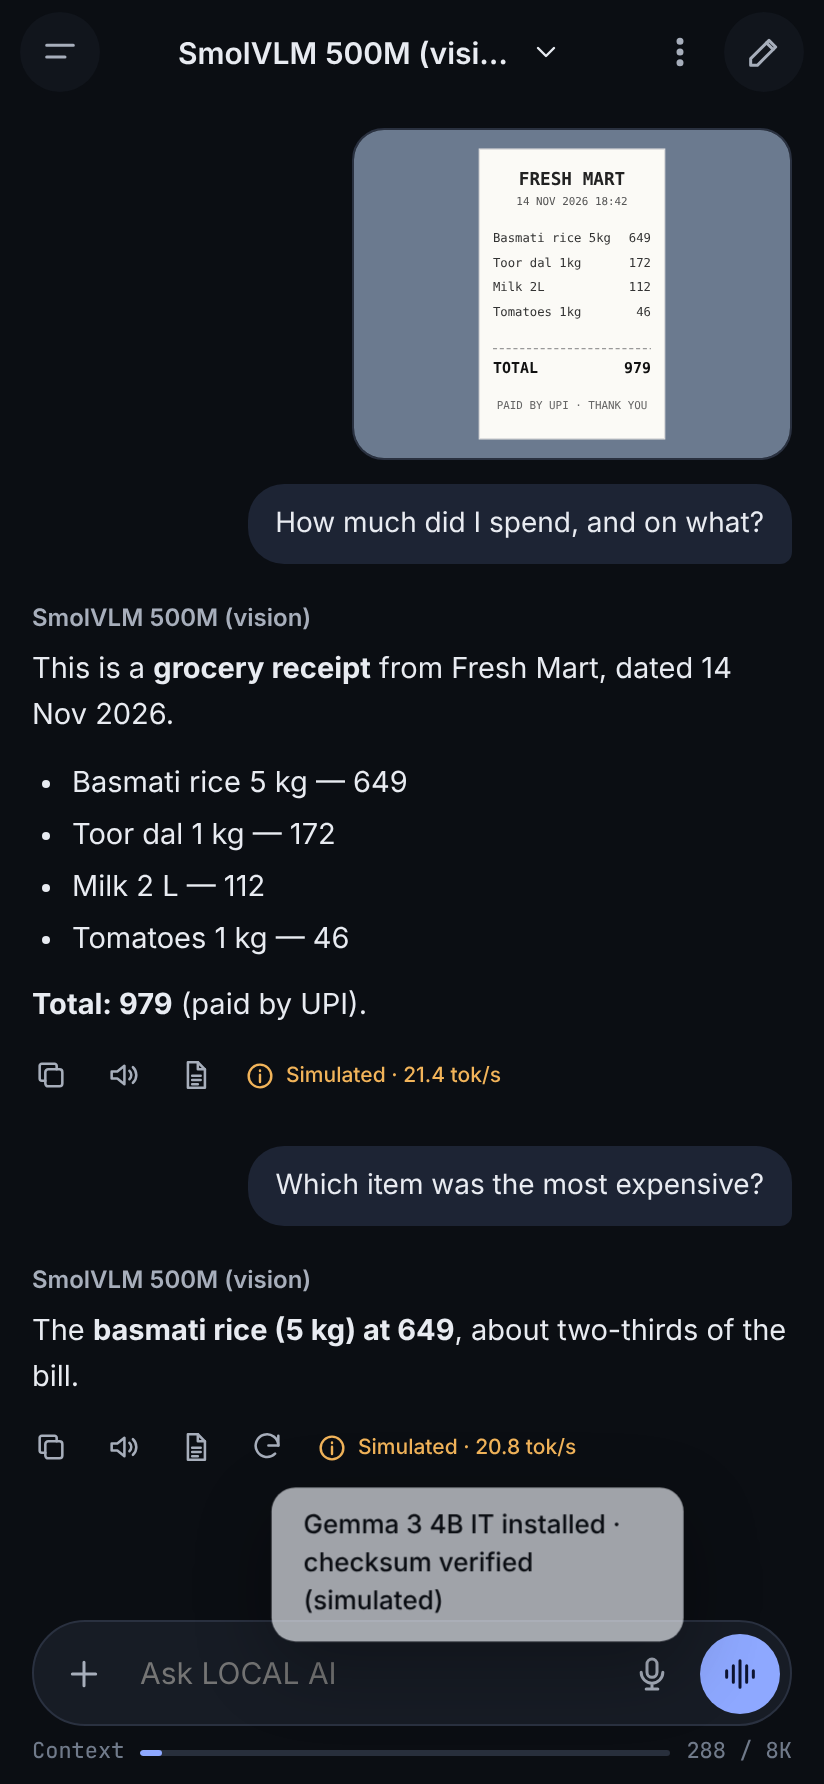 SmolVLM 500M (visi...
FRESH MART
14 NOV 2026 18:42
Basmati rice 5kg 649
Toor dal 1kg 172
Milk 2L 112
Tomatoes 1kg 46
TOTAL 979
PAID BY UPI · THANK YOU
How much did I spend, and on what?
SmolVLM 500M (vision)
This is a grocery receipt from Fresh Mart, dated 14
Nov 2026.
• Basmati rice 5 kg — 649
• Toor dal 1 kg — 172
• Milk 2 L — 112
• Tomatoes 1 kg — 46
Total: 979 (paid by UPI).
Simulated · 21.4 tok/s
Which item was the most expensive?
SmolVLM 500M (vision)
The basmati rice (5 kg) at 649, about two-thirds of the
bill.
Simulated · 20.8 tok/s
Gemma 3 4B IT installed ·
checksum verified
(simulated)
Ask LOCAL AI
Context 288 / 8K